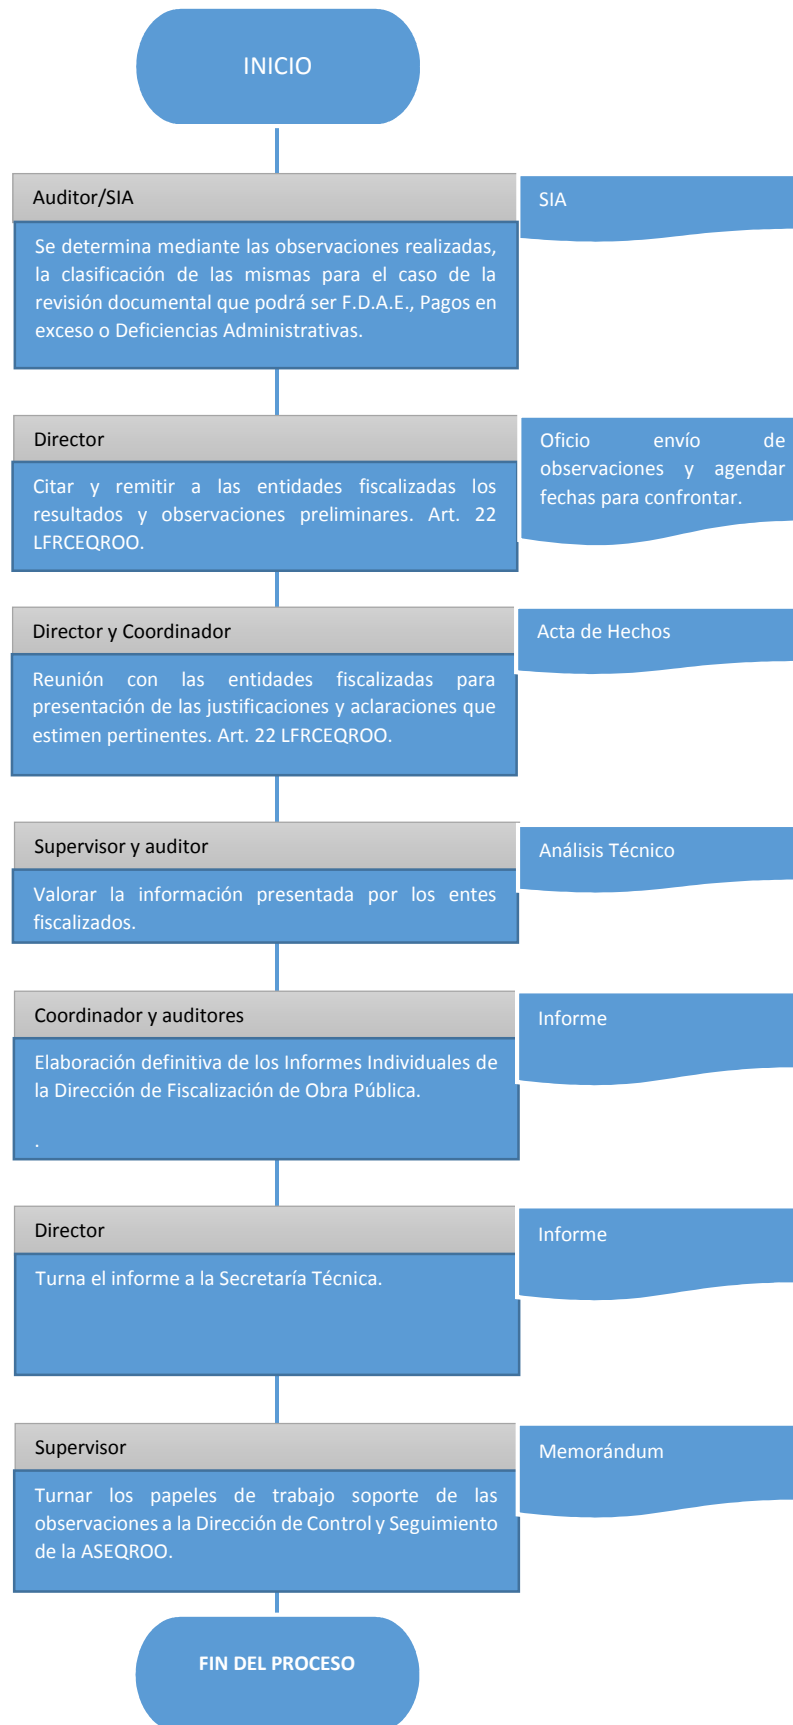 INICIO
Auditor/SIA
SIA
Se determina mediante las observaciones realizadas,
la clasificación de las mismas para el caso de la
revisión documental que podrá ser F.D.A.E., Pagos en
exceso o Deficiencias Administrativas.
Director
Oficio envío de
observaciones y agendar
fechas para confrontar.
Citar y remitir a las entidades fiscalizadas los
resultados y observaciones preliminares. Art. 22
LFRCEQROO.
Director y Coordinador
Acta de Hechos
Reunión con las entidades fiscalizadas para
presentación de las justificaciones y aclaraciones que
estimen pertinentes. Art. 22 LFRCEQROO.
Supervisor y auditor
Análisis Técnico
Valorar la información presentada por los entes
fiscalizados.
Coordinador y auditores
Informe
Elaboración definitiva de los Informes Individuales de
la Dirección de Fiscalización de Obra Pública.
.
Director
Informe
Turna el informe a la Secretaría Técnica.
Supervisor
Memorándum
Turnar los papeles de trabajo soporte de las
observaciones a la Dirección de Control y Seguimiento
de la ASEQROO.
FIN DEL PROCESO